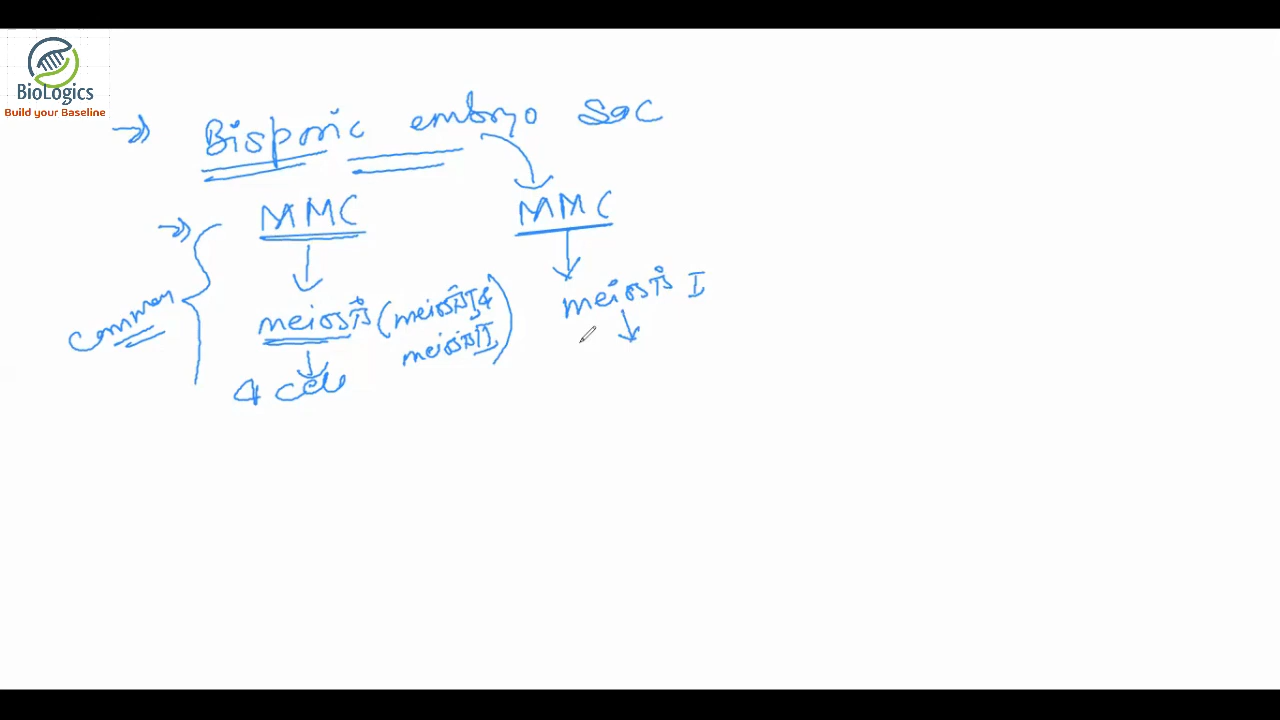 BioLogics
Build your Baseline
Bisporic embryo sac
MMC
MMC
common
meiosis (meiosis I &
meiosis II)
meiosis I
4 cell